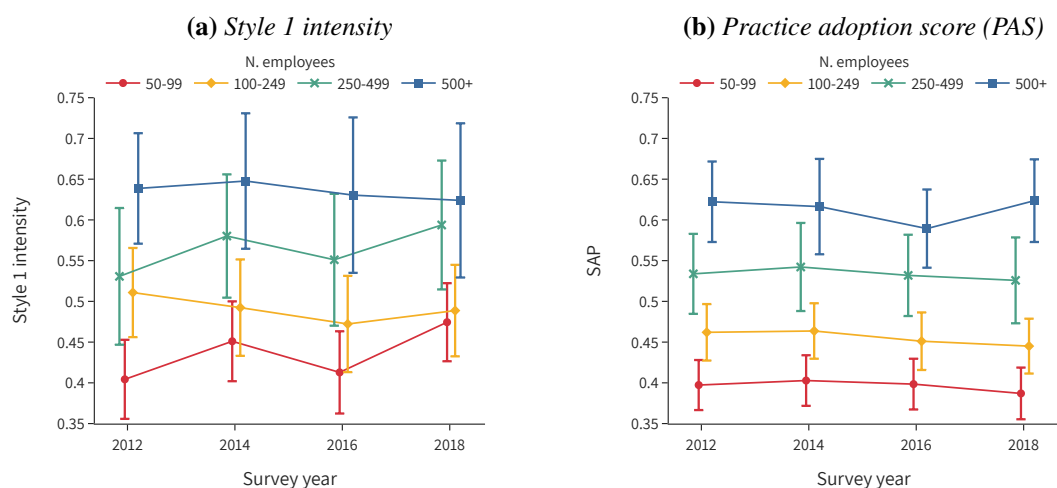 (a) Style 1 intensity
N. employees
50-99 100-249 250-499 500+
0.75
0.7
0.65
0.6
0.55
0.5
0.45
0.4
0.35
Style 1 intensity
2012 2014 2016 2018
Survey year
(b) Practice adoption score (PAS)
N. employees
50-99 100-249 250-499 500+
0.75
0.7
0.65
0.6
0.55
0.5
0.45
0.4
0.35
SAP
2012 2014 2016 2018
Survey year